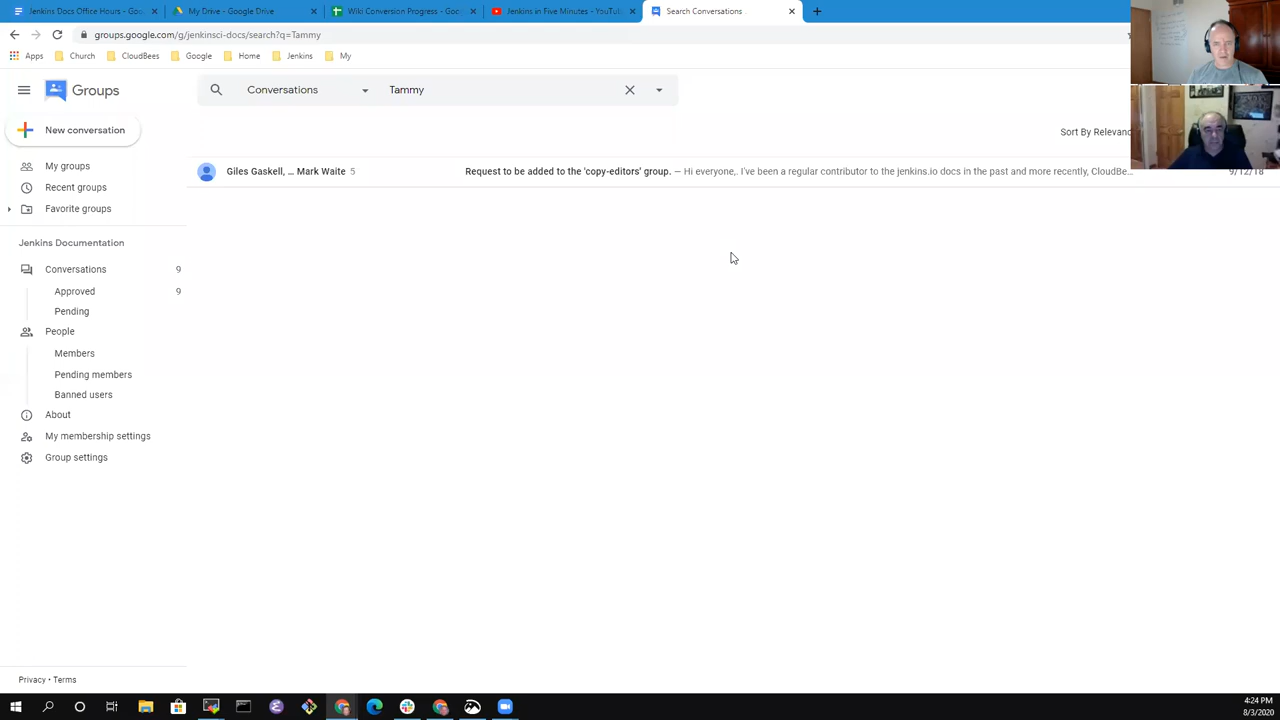 Jenkins Docs Office Hours - Goo
My Drive - Google Drive
Wiki Conversion Progress - Goo
Jenkins in Five Minutes - YouTub
Search Conversations
groups.google.com/g/jenkinsci-docs/search?q=Tammy
Apps
Church
CloudBees
Google
Home
Jenkins
My
Groups
Conversations
Tammy
New conversation
Sort By Relevanc
My groups
Giles Gaskell, ... Mark Waite 5
Request to be added to the 'copy-editors' group. — Hi everyone,. I've been a regular contributor to the jenkins.io docs in the past and more recently, CloudBe...
9/12/18
Recent groups
Favorite groups
Jenkins Documentation
Conversations 9
Approved 9
Pending
People
Members
Pending members
Banned users
About
My membership settings
Group settings
Privacy • Terms
4:24 PM
8/3/2020